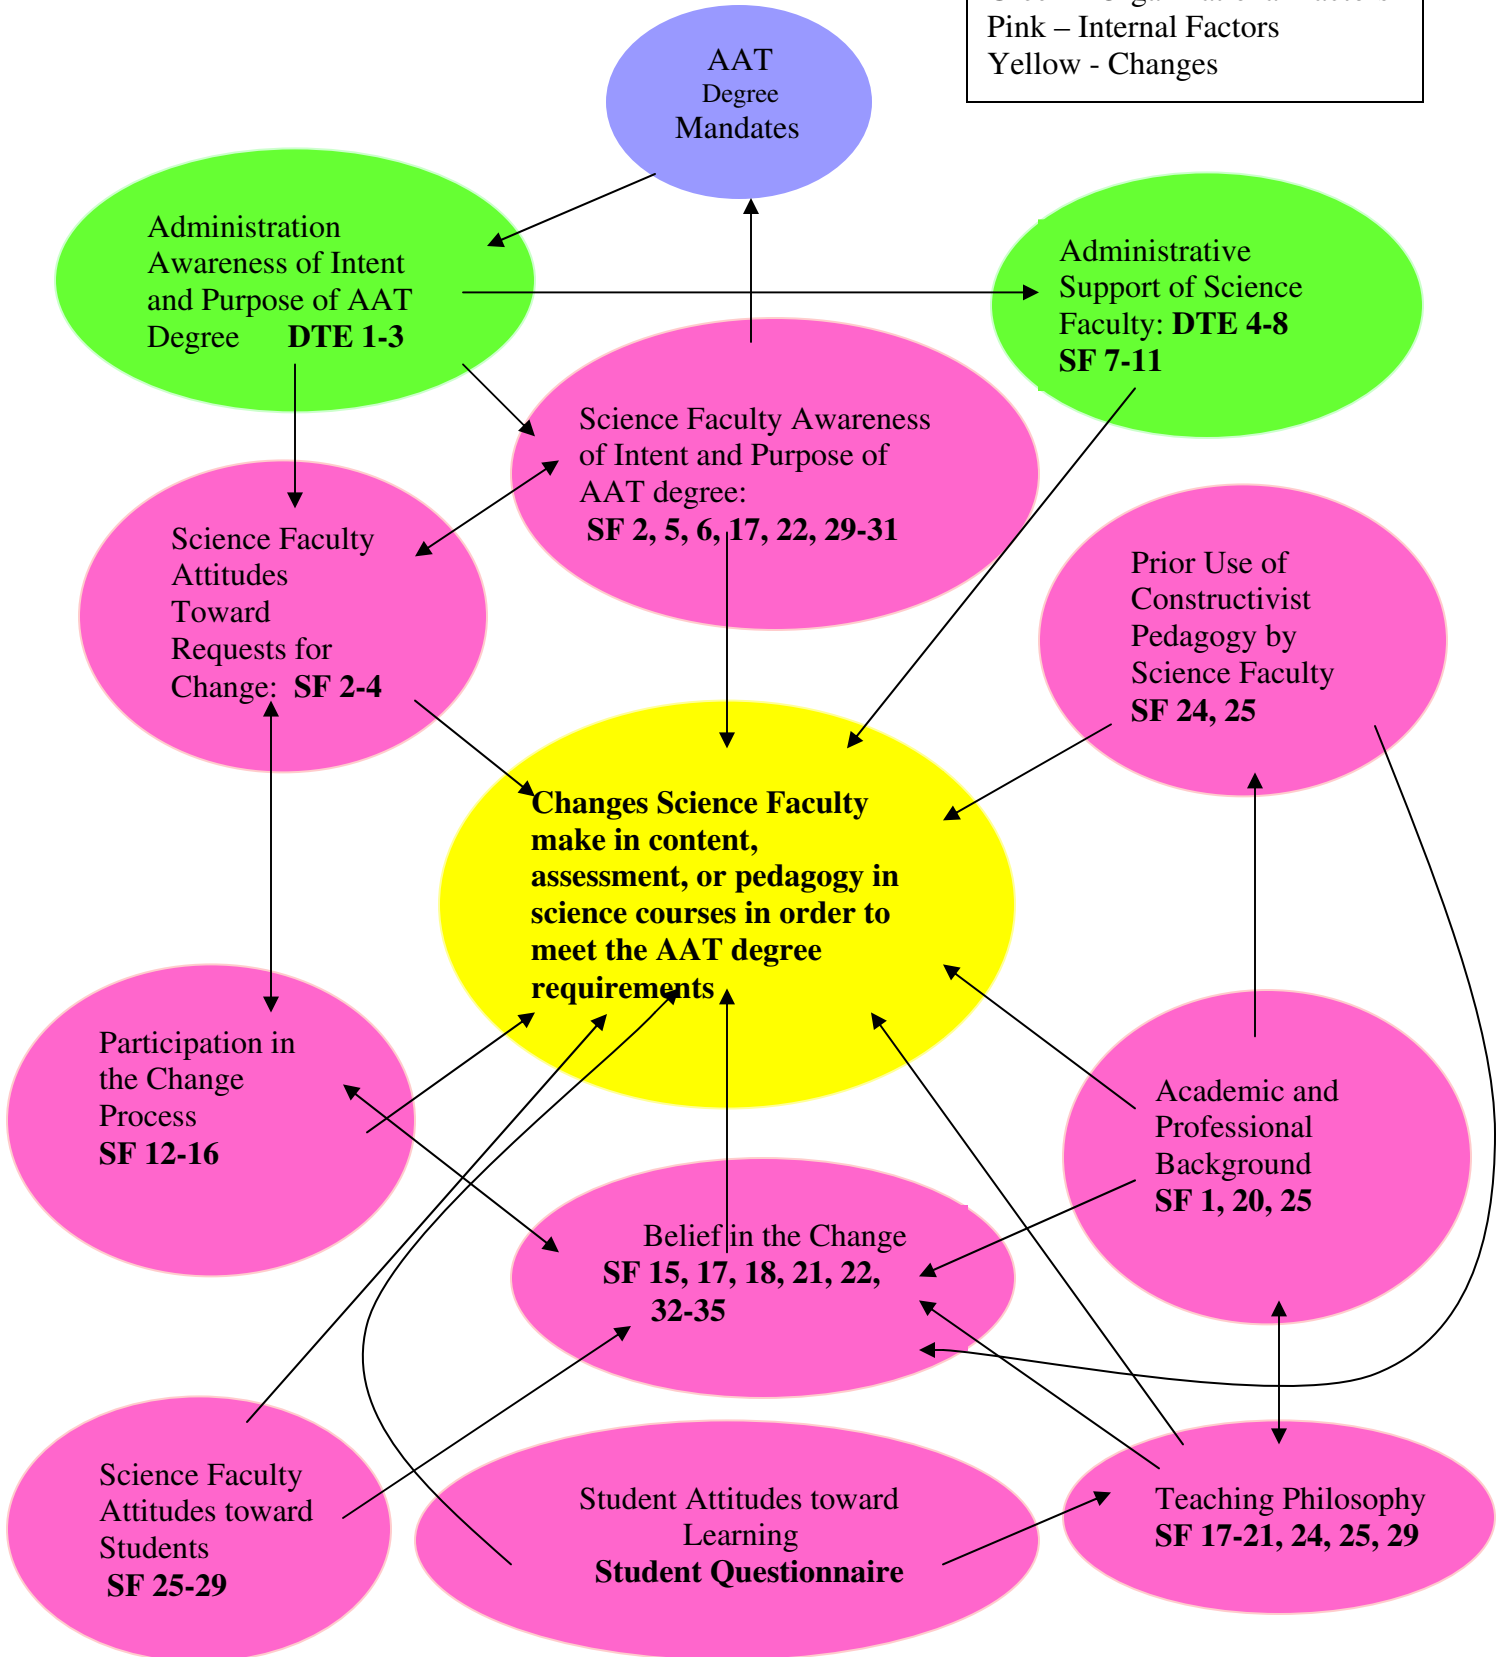 Pink – Internal Factors
Yellow - Changes
AAT
Degree
Mandates
Administration
Awareness of Intent
and Purpose of AAT
Degree DTE 1-3
Administrative
Support of Science
Faculty: DTE 4-8
SF 7-11
Science Faculty Awareness
of Intent and Purpose of
AAT degree:
SF 2, 5, 6, 17, 22, 29-31
Science Faculty
Attitudes
Toward
Requests for
Change: SF 2-4
Prior Use of
Constructivist
Pedagogy by
Science Faculty
SF 24, 25
Changes Science Faculty
make in content,
assessment, or pedagogy in
science courses in order to
meet the AAT degree
requirements
Participation in
the Change
Process
SF 12-16
Academic and
Professional
Background
SF 1, 20, 25
Belief in the Change
SF 15, 17, 18, 21, 22,
32-35
Science Faculty
Attitudes toward
Students
SF 25-29
Student Attitudes toward
Learning
Student Questionnaire
Teaching Philosophy
SF 17-21, 24, 25, 29